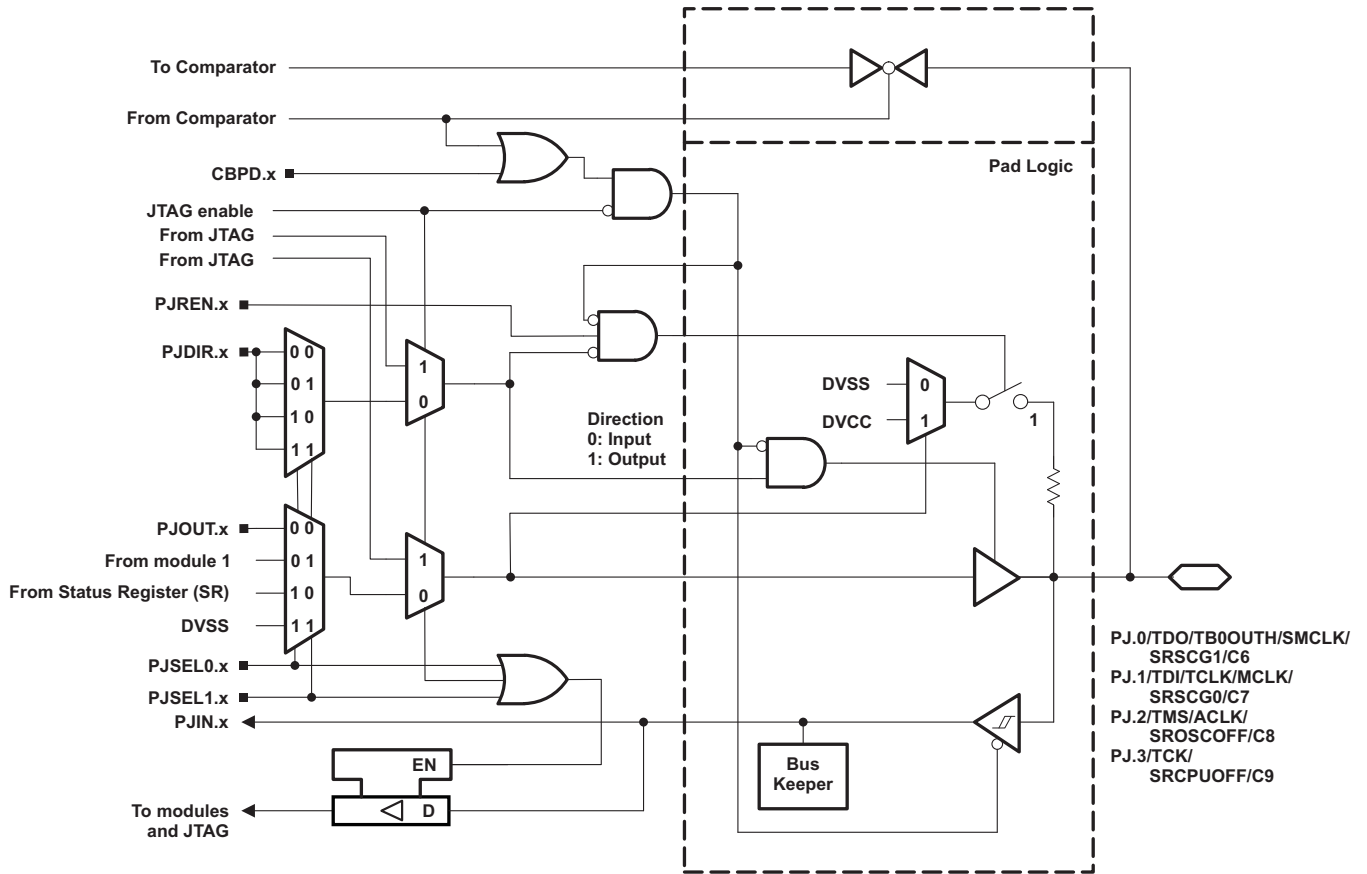 To Comparator
From Comparator
Pad Logic
CBPD.x
JTAG enable
From JTAG
From JTAG
PJREN.x
PJDIR.x
0 0
0 1
1 0
1 1
1
0
DVSS
DVCC
0
1
1
Direction
0: Input
1: Output
PJOUT.x
From module 1
From Status Register (SR)
DVSS
0 0
0 1
1 0
1 1
1
0
PJSEL0.x
PJSEL1.x
PJIN.x
EN
D
To modules
and JTAG
Bus
Keeper
PJ.0/TDO/TB0OUTH/SMCLK/
SRSCG1/C6
PJ.1/TDI/TCLK/MCLK/
SRSCG0/C7
PJ.2/TMS/ACLK/
SROSCOFF/C8
PJ.3/TCK/
SRCPUOFF/C9